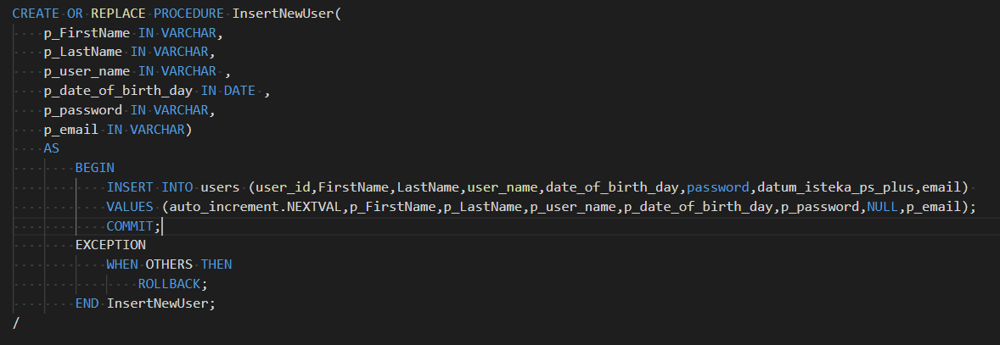 CREATE OR REPLACE PROCEDURE InsertNewUser(
    p_FirstName IN VARCHAR,
    p_LastName IN VARCHAR,
    p_user_name IN VARCHAR ,
    p_date_of_birth_day IN DATE ,
    p_password IN VARCHAR,
    p_email IN VARCHAR)
    AS
        BEGIN
            INSERT INTO users (user_id,FirstName,LastName,user_name,date_of_birth_day,password,datum_isteka_ps_plus,email)
            VALUES (auto_increment.NEXTVAL,p_FirstName,p_LastName,p_user_name,p_date_of_birth_day,p_password,NULL,p_email);
            COMMIT;
        EXCEPTION
            WHEN OTHERS THEN
                ROLLBACK;
        END InsertNewUser;
/